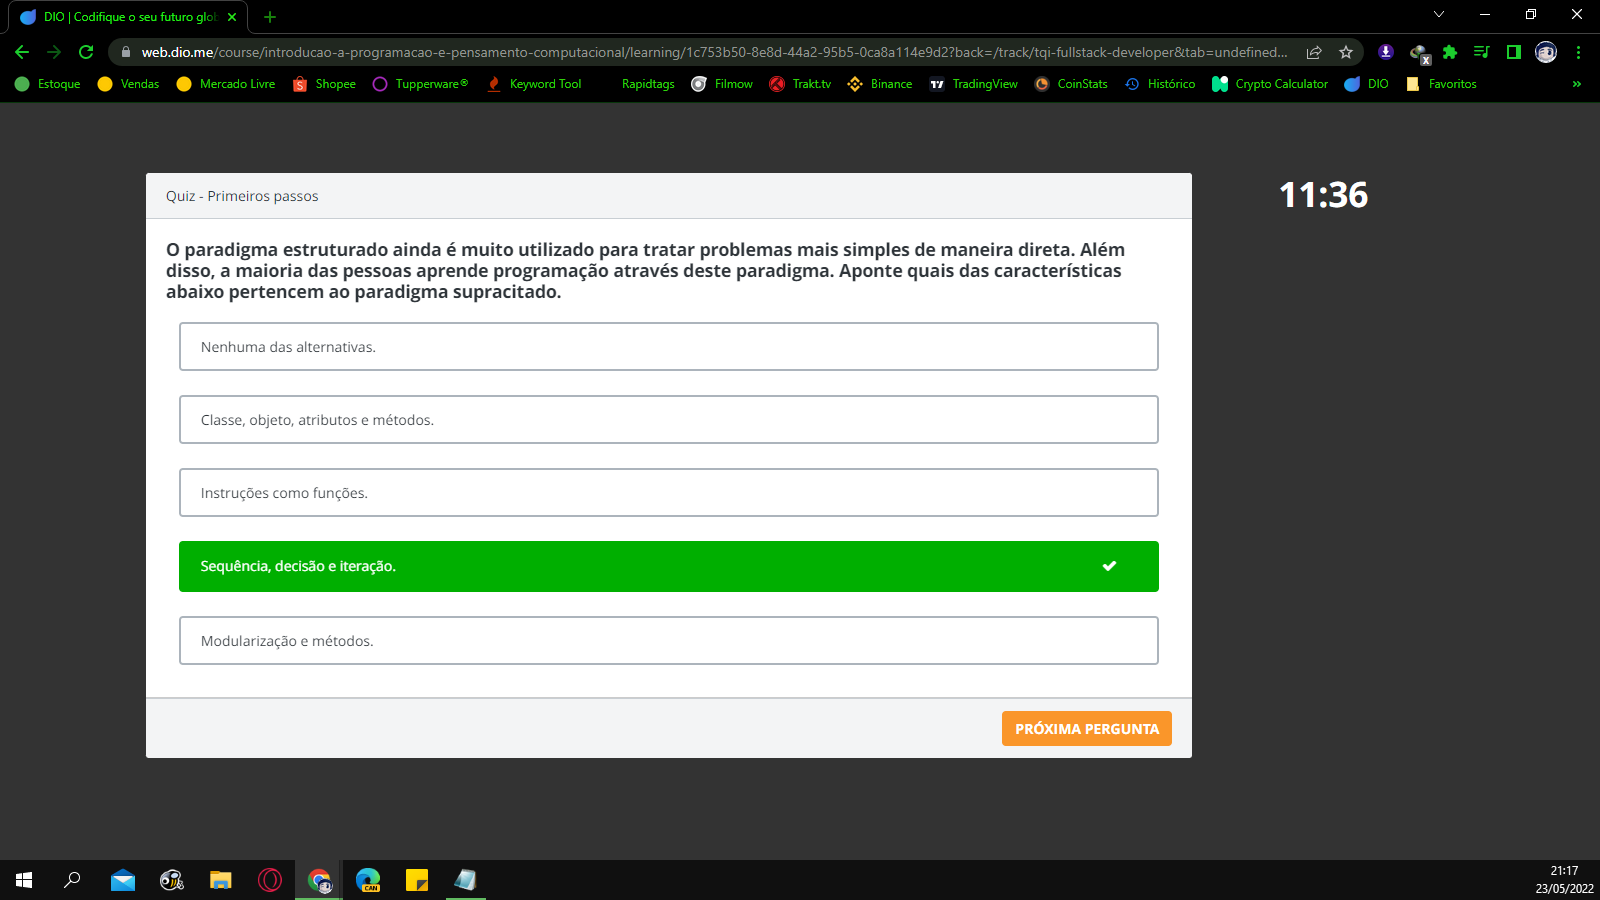 DIO | Codifique o seu futuro glob
web.dio.me/course/introducao-a-programacao-e-pensamento-computacional/learning/1c753b50-8e8d-44a2-95b5-0ca8a114e9d2?back=/track/tqi-fullstack-developer&tab=undefined...
Estoque Vendas Mercado Livre Shopee Tupperware® Keyword Tool Rapidtags Filmow Trakt.tv Binance TradingView CoinStats Histórico Crypto Calculator DIO Favoritos »
Quiz - Primeiros passos
11:36
O paradigma estruturado ainda é muito utilizado para tratar problemas mais simples de maneira direta. Além
disso, a maioria das pessoas aprende programação através deste paradigma. Aponte quais das características
abaixo pertencem ao paradigma supracitado.
Nenhuma das alternativas.
Classe, objeto, atributos e métodos.
Instruções como funções.
Sequência, decisão e iteração.
Modularização e métodos.
PRÓXIMA PERGUNTA
CAN
21:17
23/05/2022